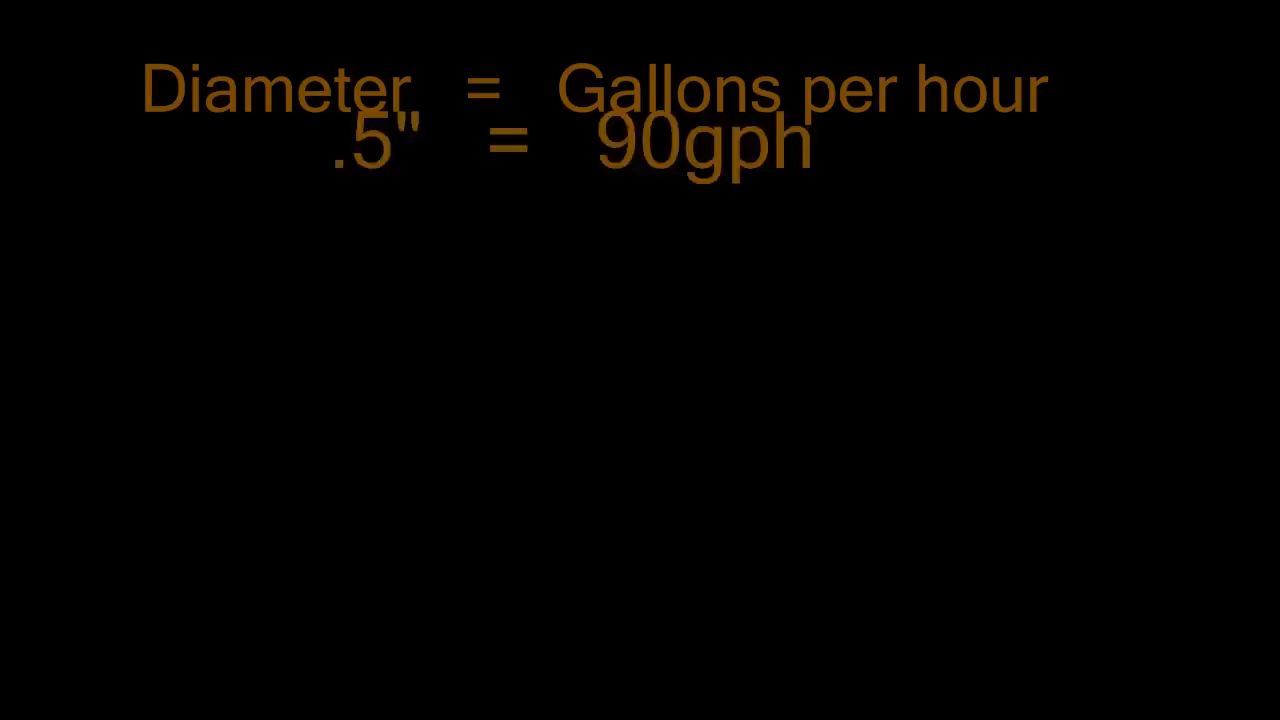 Diameter = Gallons per hour
.5" = 90gph